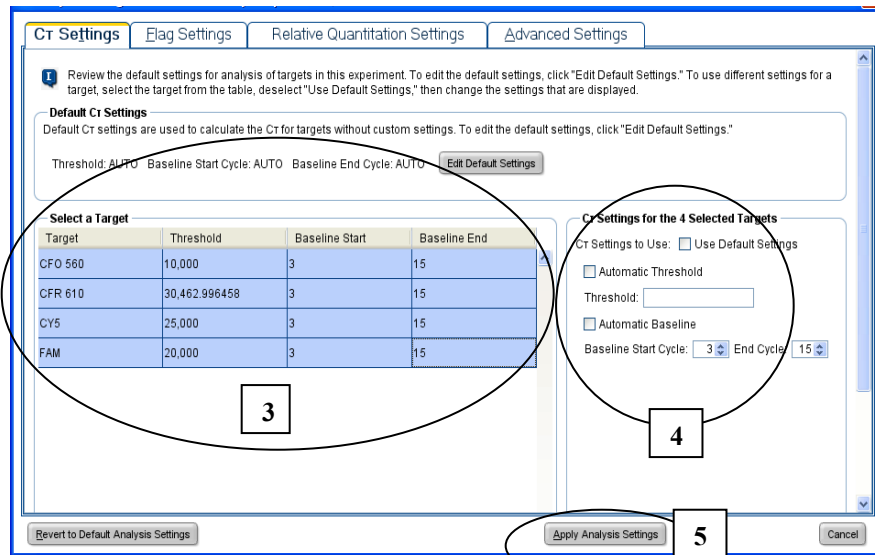 CT Settings Flag Settings Relative Quantitation Settings Advanced Settings
Review the default settings for analysis of targets in this experiment. To edit the default settings, click "Edit Default Settings." To use different settings for a
target, select the target from the table, deselect "Use Default Settings," then change the settings that are displayed.
Default CT Settings
Default CT settings are used to calculate the CT for targets without custom settings. To edit the default settings, click "Edit Default Settings."
Threshold: AUTO Baseline Start Cycle: AUTO Baseline End Cycle: AUTO Edit Default Settings
Select a Target
Target Threshold Baseline Start Baseline End
CFO 560 10,000 3 15
CFR 610 30,462.996458 3 15
CY5 25,000 3 15
FAM 20,000 3 15
3
CT Settings for the 4 Selected Targets
CT Settings to Use: Use Default Settings
Automatic Threshold
Threshold:
Automatic Baseline
Baseline Start Cycle: 3 End Cycle: 15
4
Revert to Default Analysis Settings Apply Analysis Settings 5 Cancel